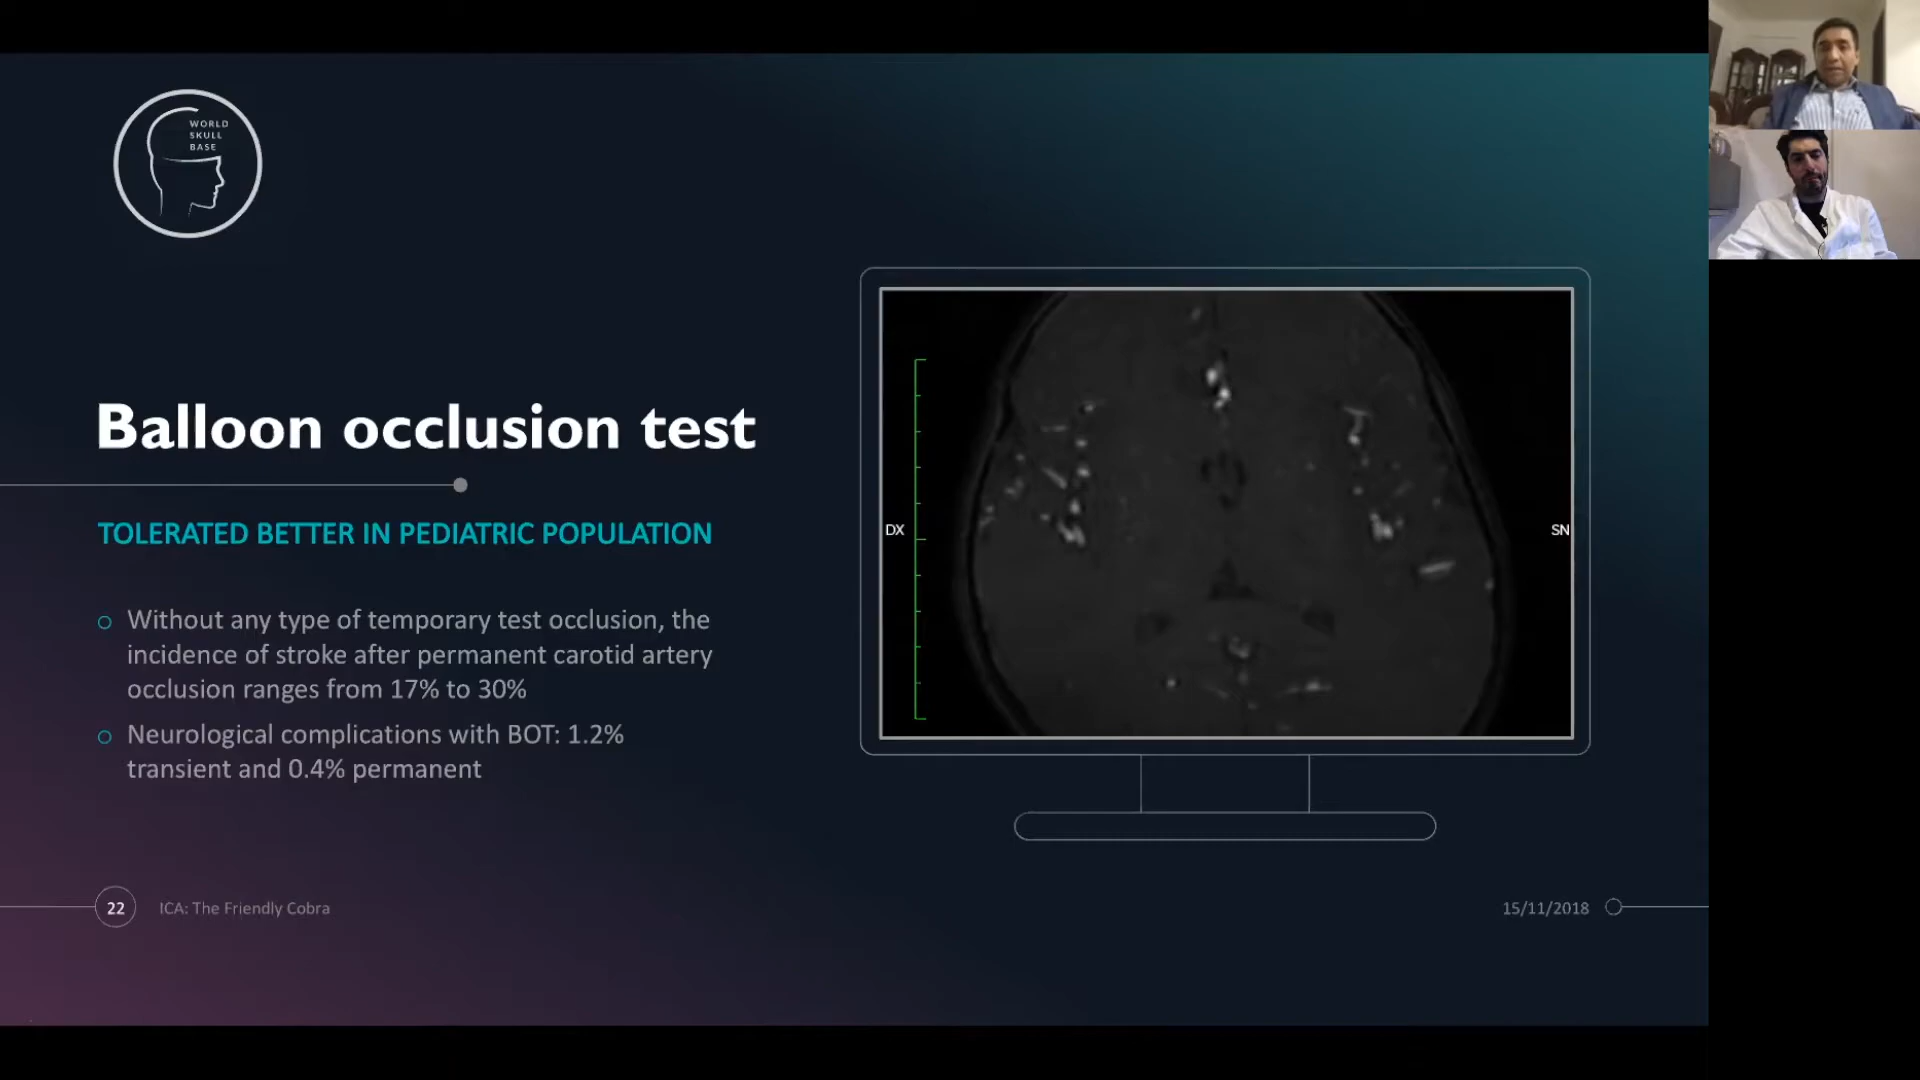 WORLD
SKULL
BASE
Balloon occlusion test
TOLERATED BETTER IN PEDIATRIC POPULATION
Without any type of temporary test occlusion, the
incidence of stroke after permanent carotid artery
occlusion ranges from 17% to 30%
Neurological complications with BOT: 1.2%
transient and 0.4% permanent
DX
SN
22
ICA: The Friendly Cobra
15/11/2018